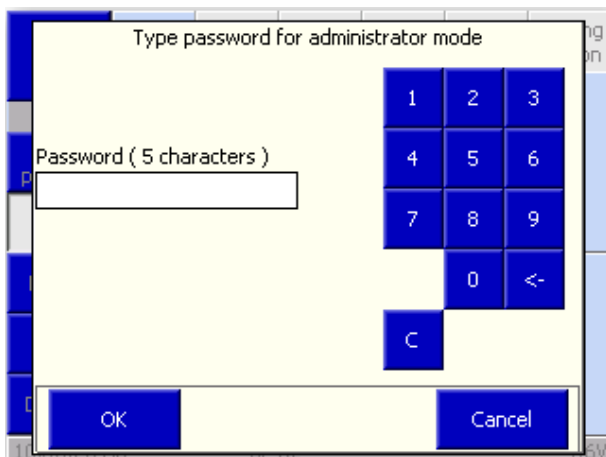 Type password for administrator mode
1 2 3
Password ( 5 characters )
4 5 6
7 8 9
0 <-
C
OK Cancel